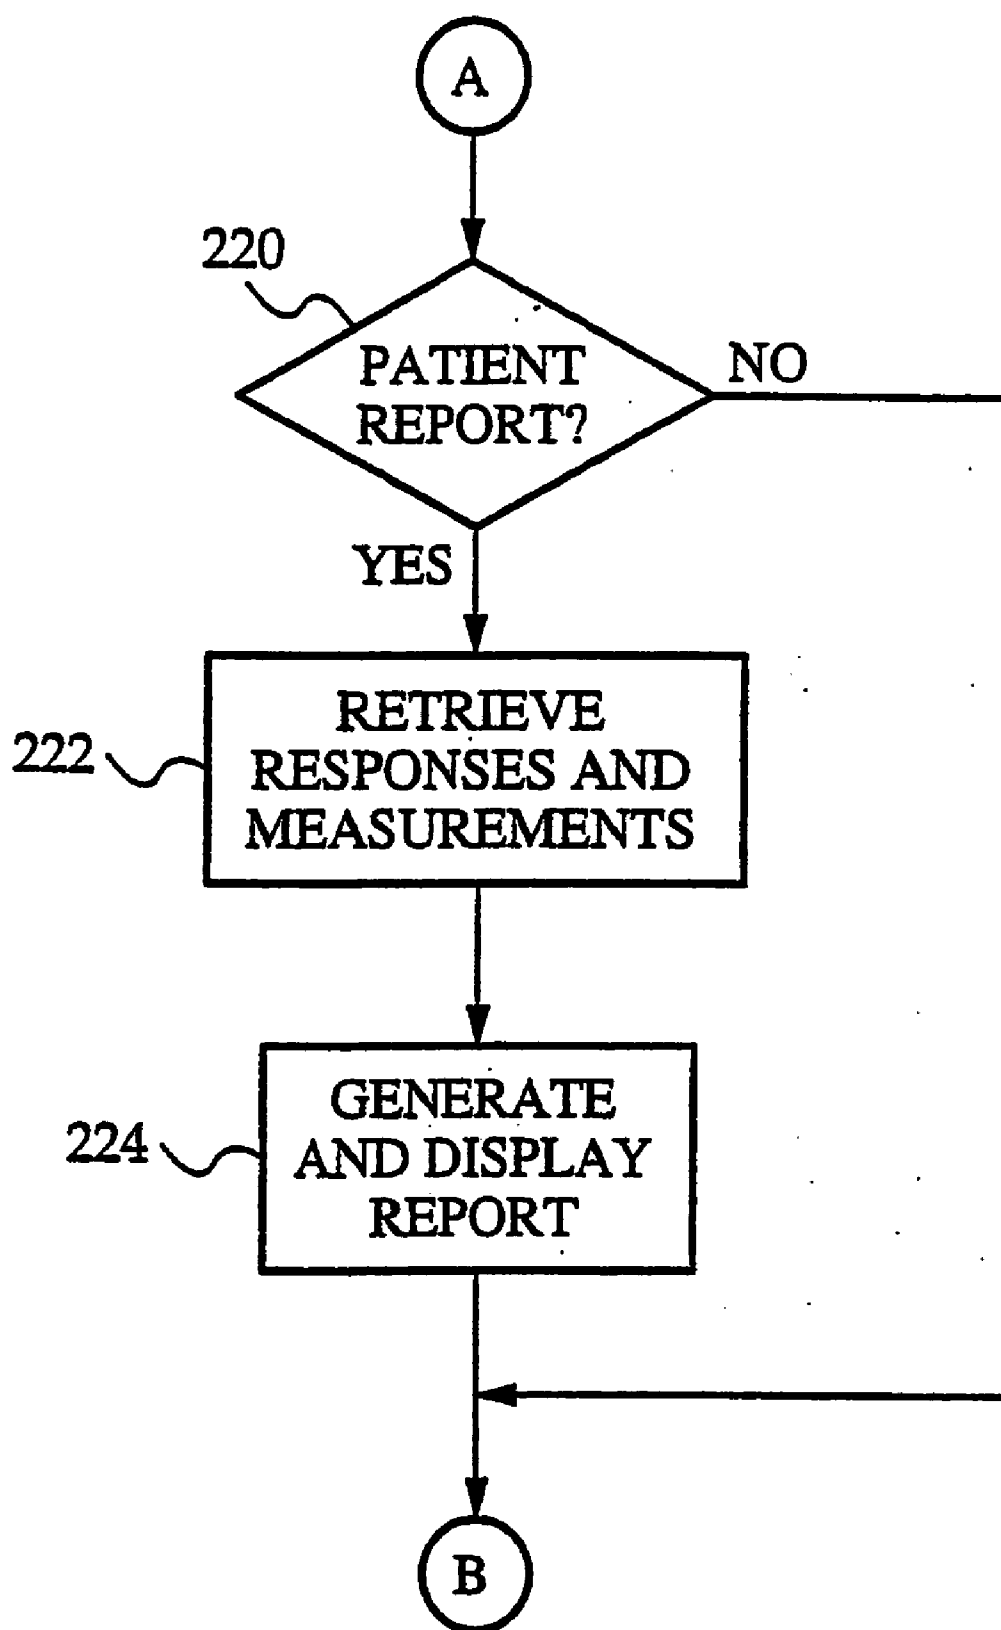 A
220
PATIENT
REPORT?
NO
YES
222
RETRIEVE
RESPONSES AND
MEASUREMENTS
224
GENERATE
AND DISPLAY
REPORT
B